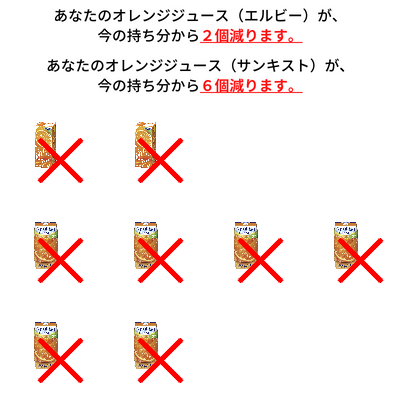 あなたのオレンジジュース（エルビー）が、
今の持ち分から２個減ります。
あなたのオレンジジュース（サンキスト）が、
今の持ち分から６個減ります。